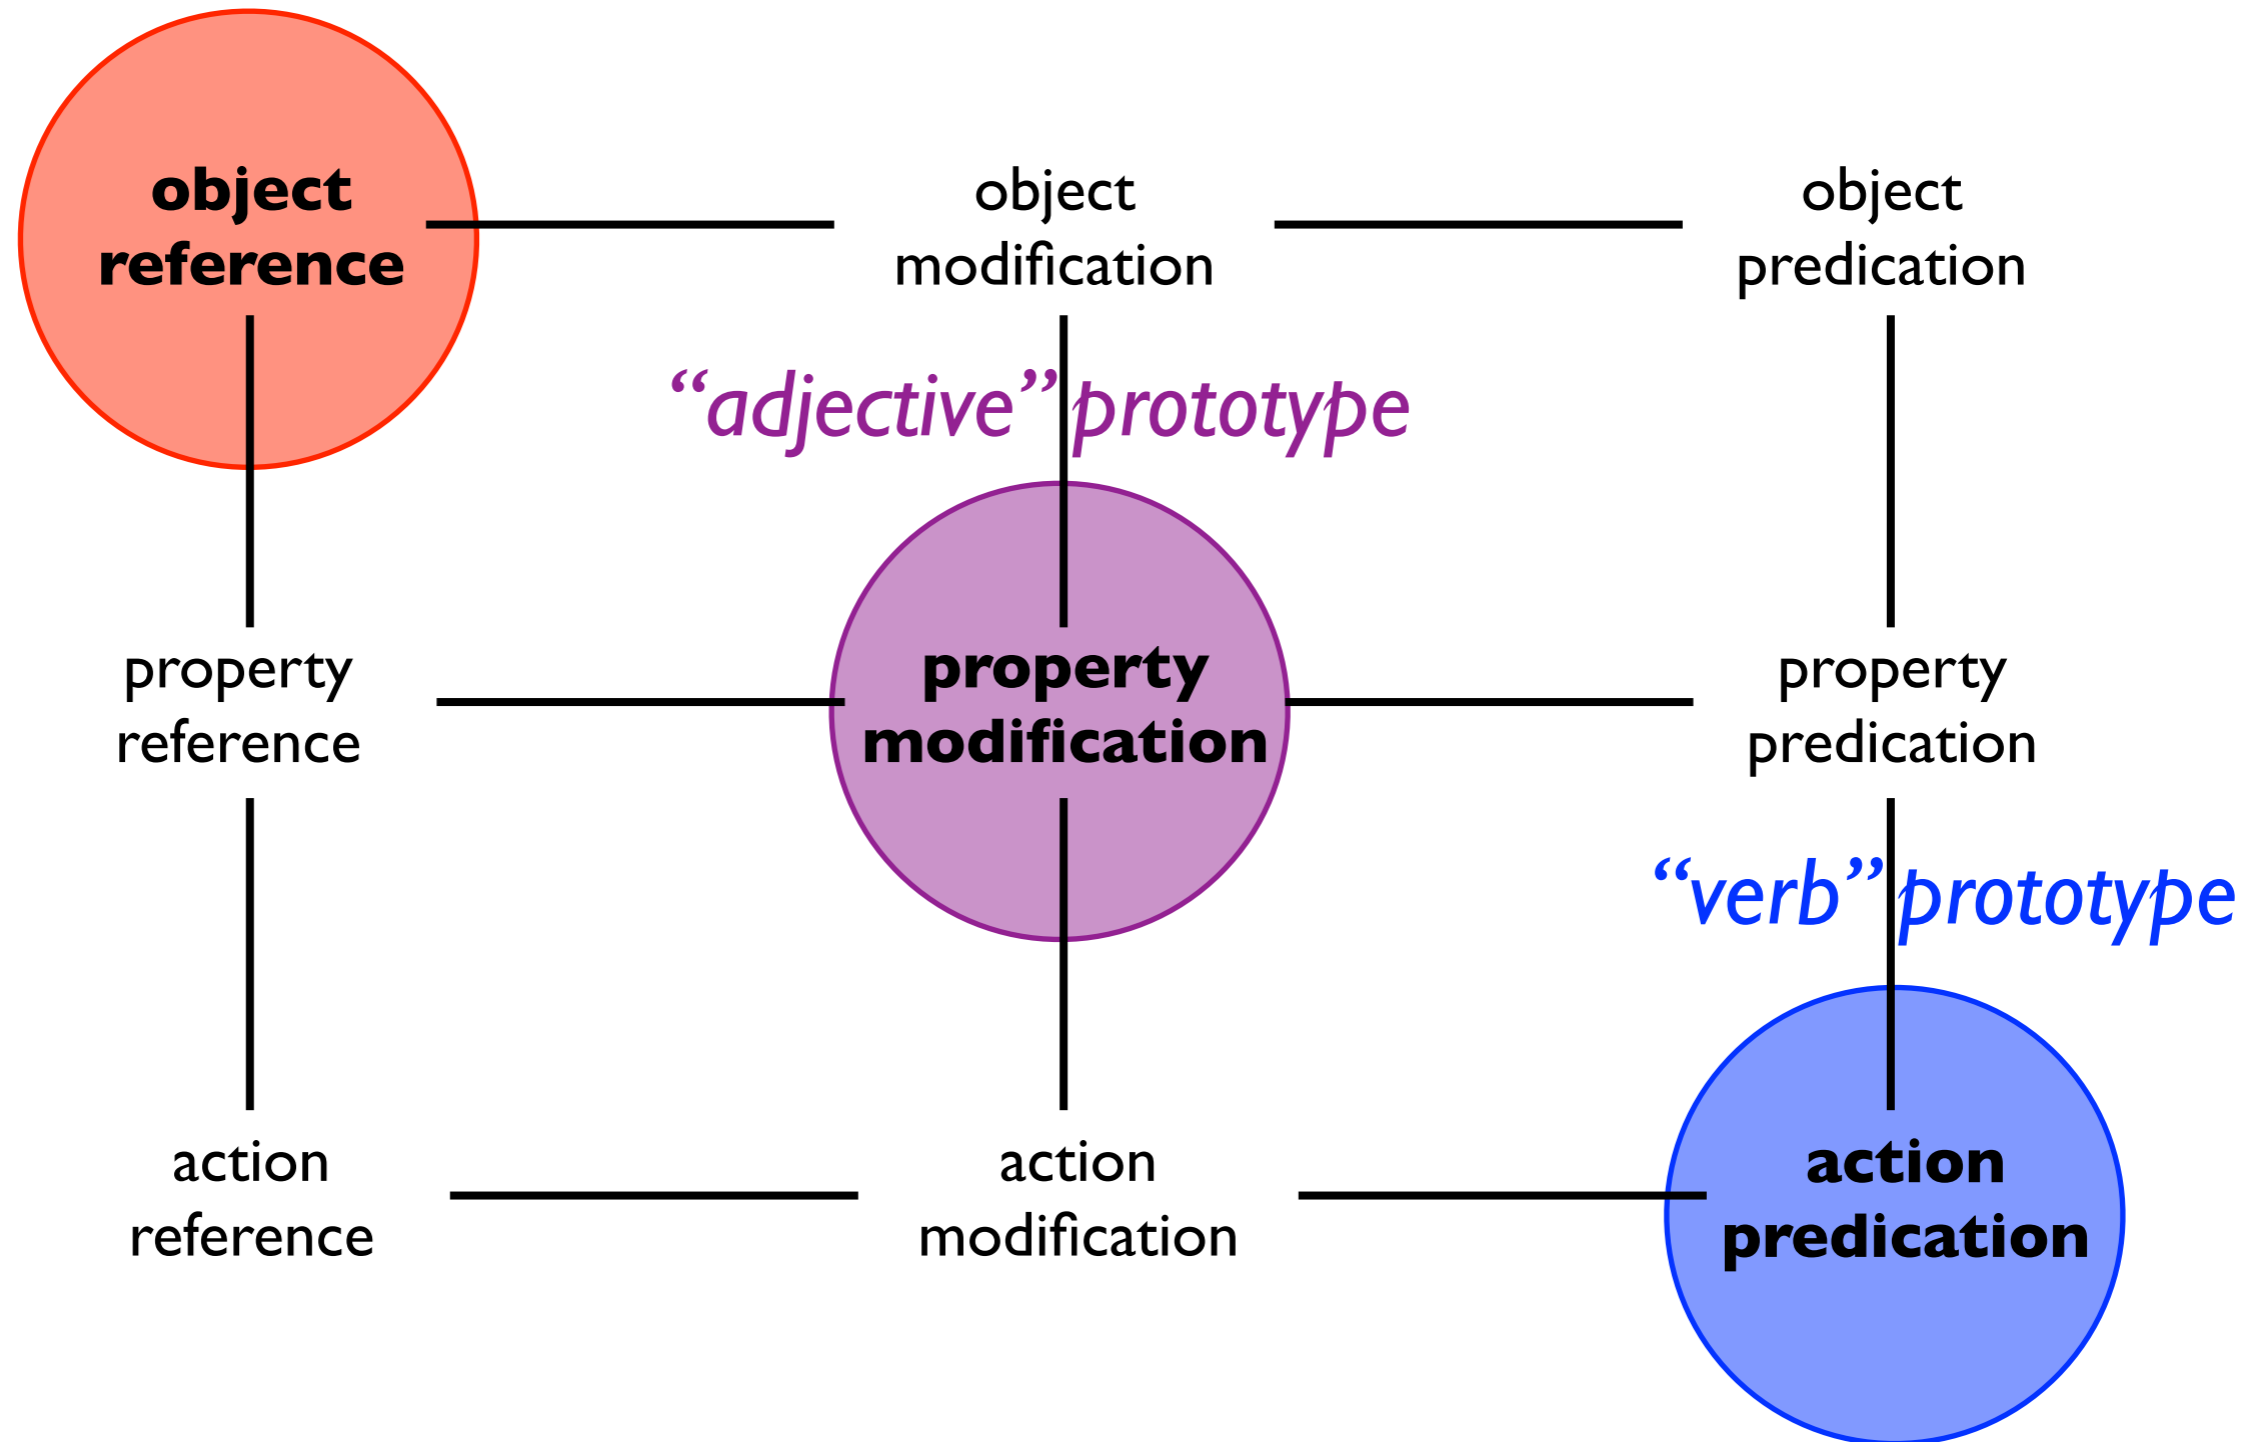 object object object
reference modification predication
“adjective” prototype
property property property
reference modification predication
“verb” prototype
action action action
reference modification predication